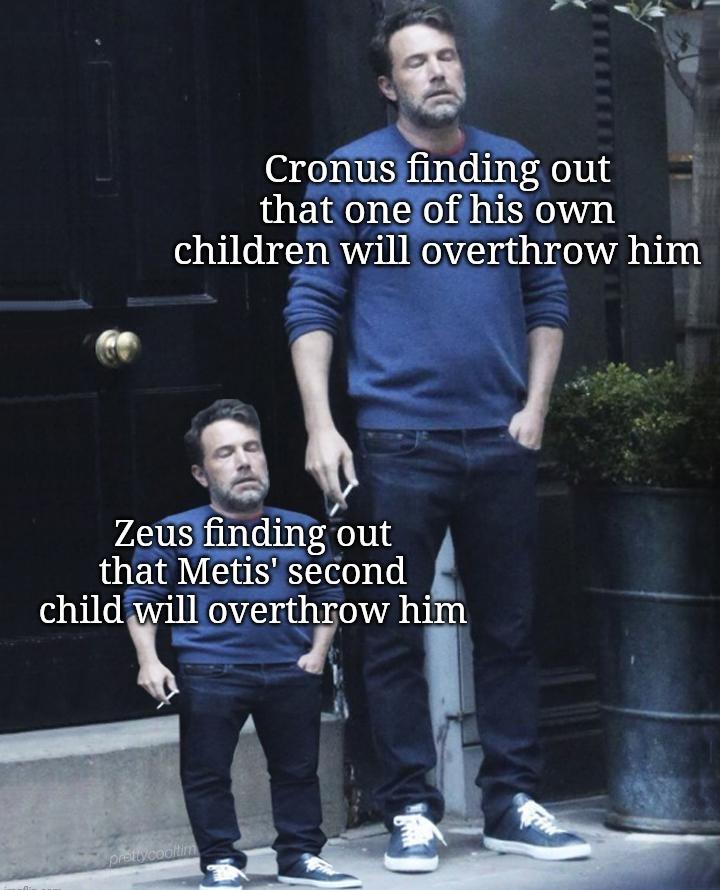 Cronus finding out
that one of his own
children will overthrow him
Zeus finding out
that Metis' second
child will overthrow him
prettycooltim